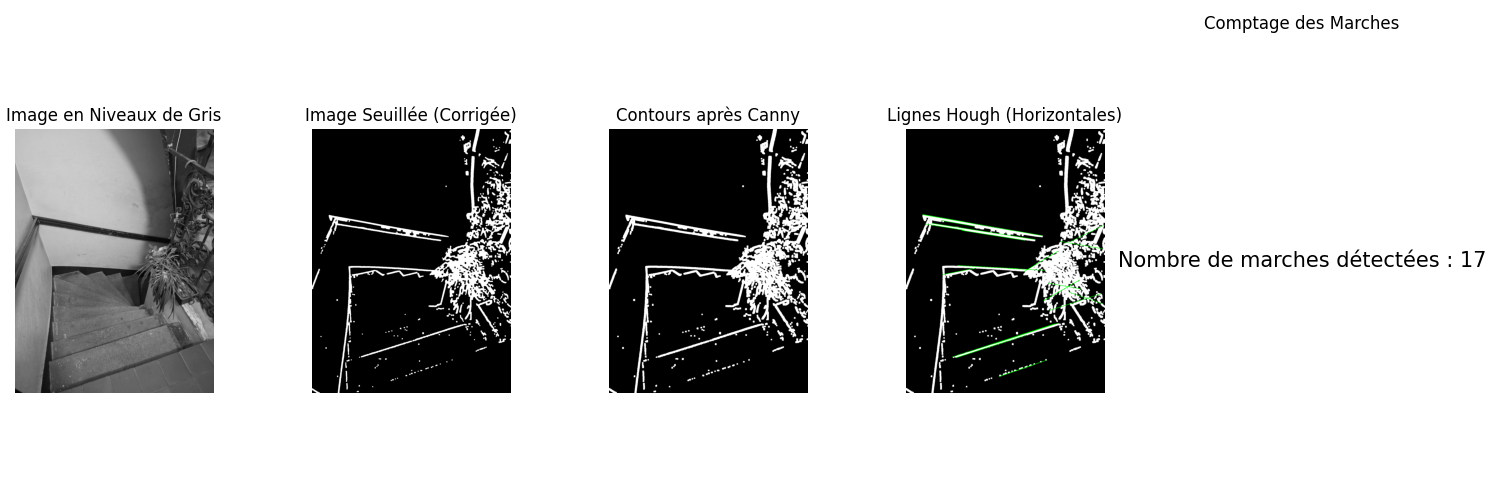 Comptage des Marches
Image en Niveaux de Gris
Image Seuillée (Corrigée)
Contours après Canny
Lignes Hough (Horizontales)
Nombre de marches détectées : 17